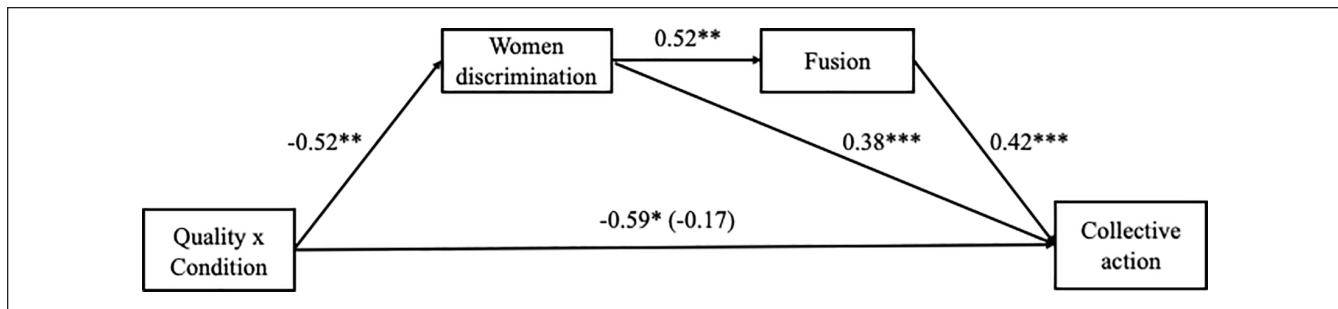 Women
discrimination
0.52**
Fusion
-0.52**
0.38***
0.42***
-0.59* (-0.17)
Quality x
Condition
Collective
action